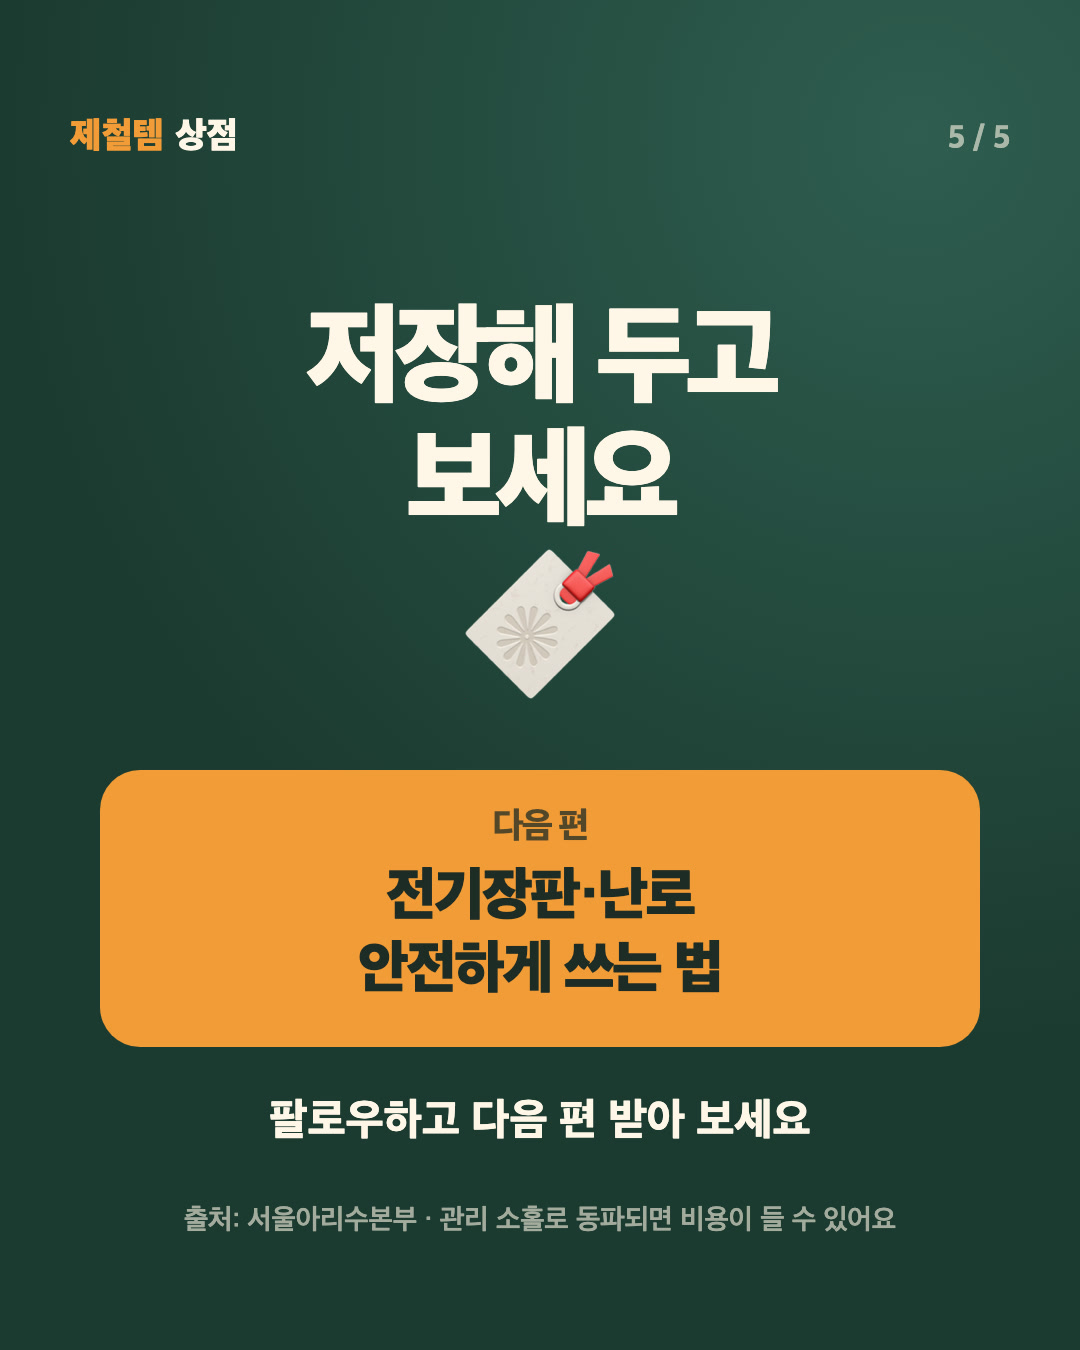 제철템 상점
5 / 5
저장해 두고
보세요
다음 편
전기장판·난로
안전하게 쓰는 법
팔로우하고 다음 편 받아 보세요
출처: 서울아리수본부 · 관리 소홀로 동파되면 비용이 들 수 있어요